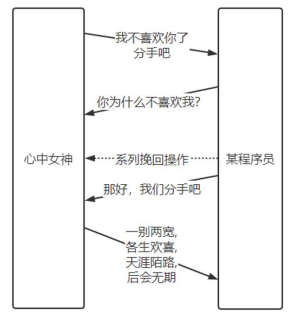 我不喜欢你了
分手吧
你为什么不喜欢我?
心中女神
系列挽回操作
某程序员
那好，我们分手吧
一别两宽,
各生欢喜,
天涯陌路,
后会无期